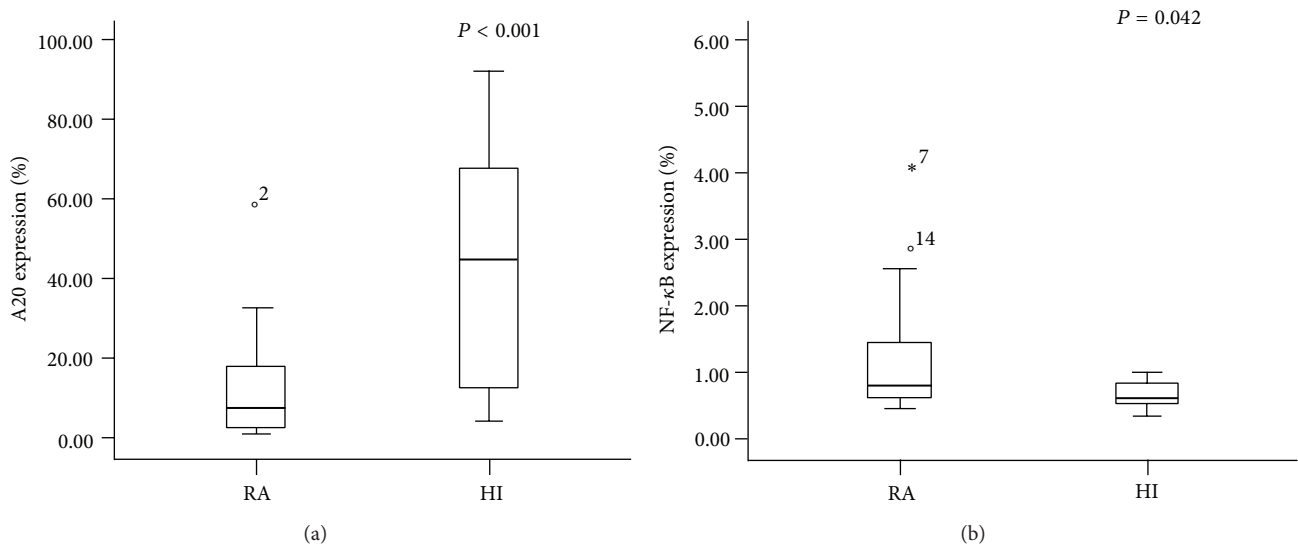 P < 0.001
100.00
80.00
60.00
40.00
20.00
0.00
A20 expression (%)
2
RA
HI
(a)
P = 0.042
6.00
5.00
4.00
3.00
2.00
1.00
0.00
NF-κB expression (%)
*7
14
RA
HI
(b)